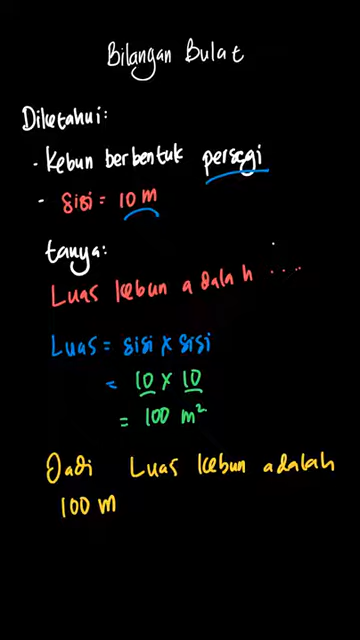 Bilangan Bulat
Diketahui:
· Kebun berbentuk persegi
· Sisi = 10 m
tanya:
Luas kebun adalah ....
Luas = sisi x sisi
= 10 x 10
= 100 m²
Jadi Luas kebun adalah
100 m